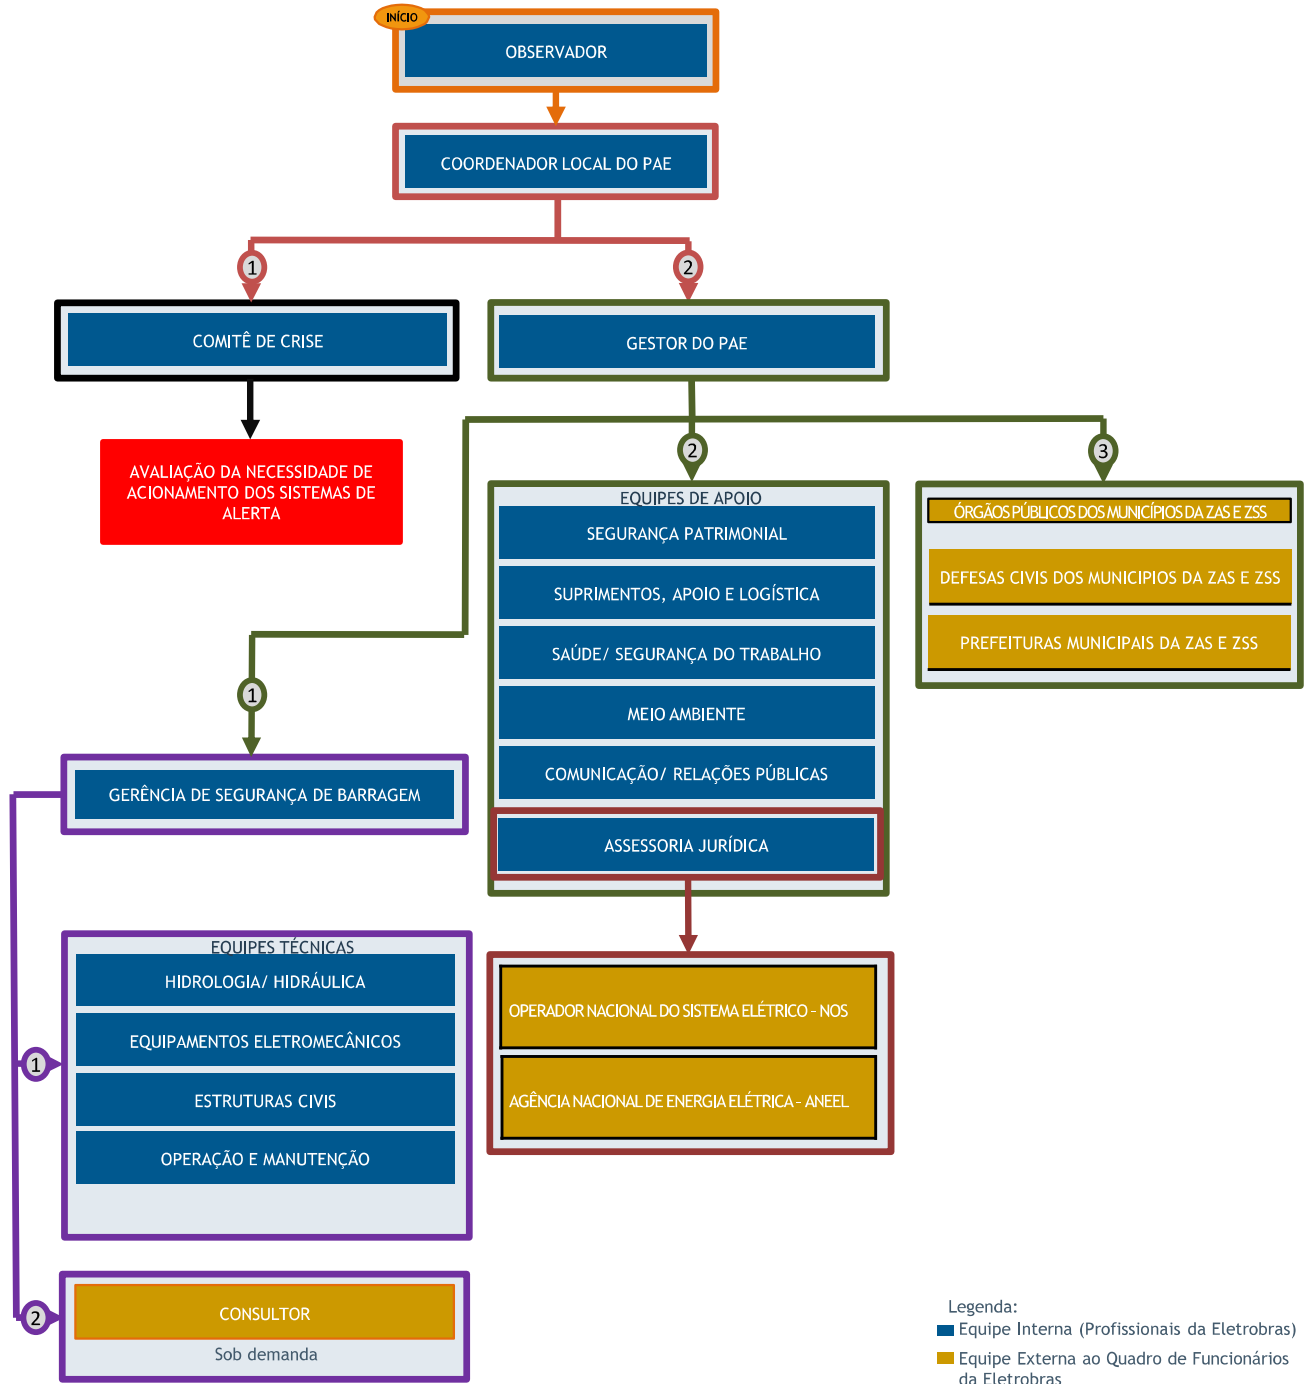 INÍCIO
OBSERVADOR
COORDENADOR LOCAL DO PAE
1
2
COMITÊ DE CRISE
GESTOR DO PAE
AVALIAÇÃO DA NECESSIDADE DE
ACIONAMENTO DOS SISTEMAS DE
ALERTA
2
3
EQUIPES DE APOIO
SEGURANÇA PATRIMONIAL
SUPRIMENTOS, APOIO E LOGÍSTICA
SAÚDE/ SEGURANÇA DO TRABALHO
MEIO AMBIENTE
COMUNICAÇÃO/ RELAÇÕES PÚBLICAS
ASSESSORIA JURÍDICA
ÓRGÃOS PÚBLICOS DOS MUNICÍPIOS DA ZAS E ZSS
DEFESAS CIVIS DOS MUNICIPIOS DA ZAS E ZSS
PREFEITURAS MUNICIPAIS DA ZAS E ZSS
1
GERÊNCIA DE SEGURANÇA DE BARRAGEM
EQUIPES TÉCNICAS
HIDROLOGIA/ HIDRÁULICA
EQUIPAMENTOS ELETROMECÂNICOS
ESTRUTURAS CIVIS
OPERAÇÃO E MANUTENÇÃO
1
OPERADOR NACIONAL DO SISTEMA ELÉTRICO – NOS
AGÊNCIA NACIONAL DE ENERGIA ELÉTRICA – ANEEL
2
CONSULTOR
Sob demanda
Legenda:
Equipe Interna (Profissionais da Eletrobras)
Equipe Externa ao Quadro de Funcionários
da Eletrobras